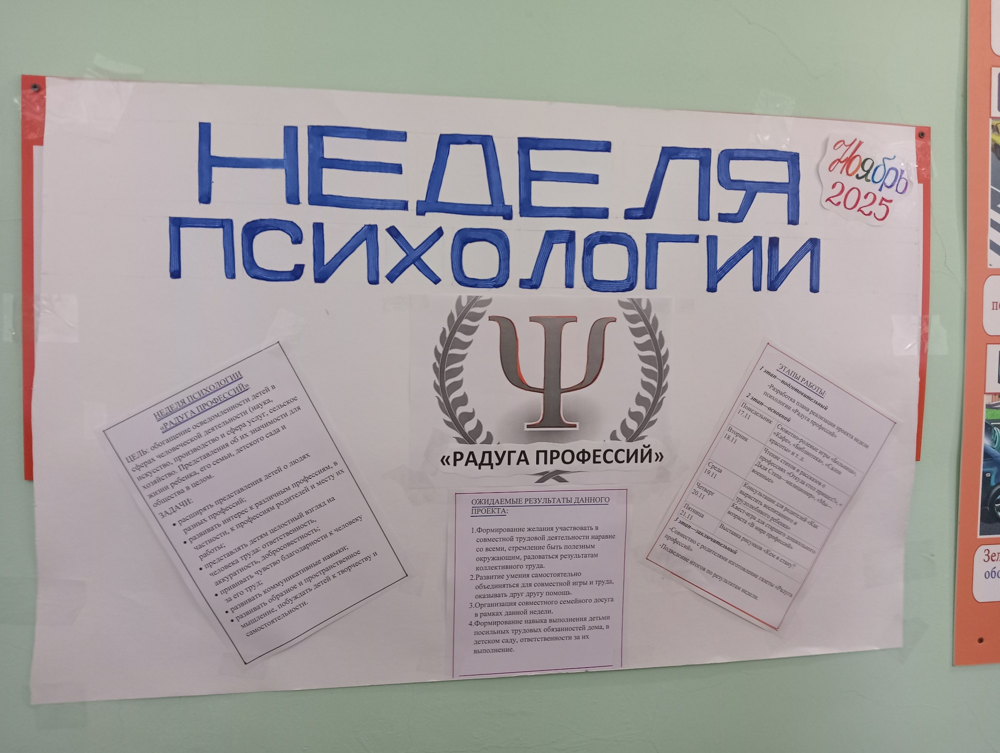 НЕДЕЛЯ
ПСИХОЛОГИИ
Ноябрь
2025
Ψ
«РАДУГА ПРОФЕССИЙ»
НЕДЕЛЯ ПСИХОЛОГИИ
«РАДУГА ПРОФЕССИЙ»
ЦЕЛЬ: обогащение осведомленности детей в
сферах человеческой деятельности (наука,
искусство, производство и сфера услуг, сельское
хозяйство. Представления об их значимости для
жизни ребенка, его семьи, детского сада и
общества в целом.
ЗАДАЧИ:
• расширять представления детей о людях
разных профессий;
• развивать интерес к различным профессиям, в
частности, к профессиям родителей и месту их
работы;
• представлять детям целостный взгляд на
человека труда: ответственность,
аккуратность, добросовестность;
• прививать чувство благодарности к человеку
за его труд;
• развивать коммуникативные навыки;
• развивать образное и пространственное
мышление, побуждать детей к творчеству и
самостоятельности.
ОЖИДАЕМЫЕ РЕЗУЛЬТАТЫ ДАННОГО
ПРОЕКТА:
1.Формирование желания участвовать в
совместной трудовой деятельности наравне
со всеми, стремление быть полезным
окружающим, радоваться результатам
коллективного труда.
2.Развитие умения самостоятельно
объединяться для совместной игры и труда,
оказывать друг другу помощь.
3.Организация совместного семейного досуга
в рамках данной недели.
4.Формирование навыка выполнения детьми
посильных трудовых обязанностей дома, в
детском саду, ответственности за их
выполнение.
ЭТАПЫ РАБОТЫ:
1 этап—подготовительный
-Разработка плана реализации проекта недели
психологии «Радуга профессий»
2 этап—основной
Понедельник
17.11
Сюжетно-ролевые игры «Больница»,
«Кафе», «Библиотека», «Салон
красоты» и т. д.
Вторник
18.11
Чтение стихов и рассказов о
профессиях «Откуда стол пришел?», «
Дядя Степа—милиционер», «Мы—
военные»
Среда
19.11
Консультации для родителей «Как
вырастить воспитанного и
трудолюбивого ребенка»
Четверг
20.11
Квест-игра для старшего дошкольного
возраста «В мире профессий»
Пятница
21.11
Выставка рисунков «Кем я стану?»
3 этап—заключительный
-Совместно с родителями изготовление газеты «Радуга
профессий»
-Подведение итогов по результатам недели.